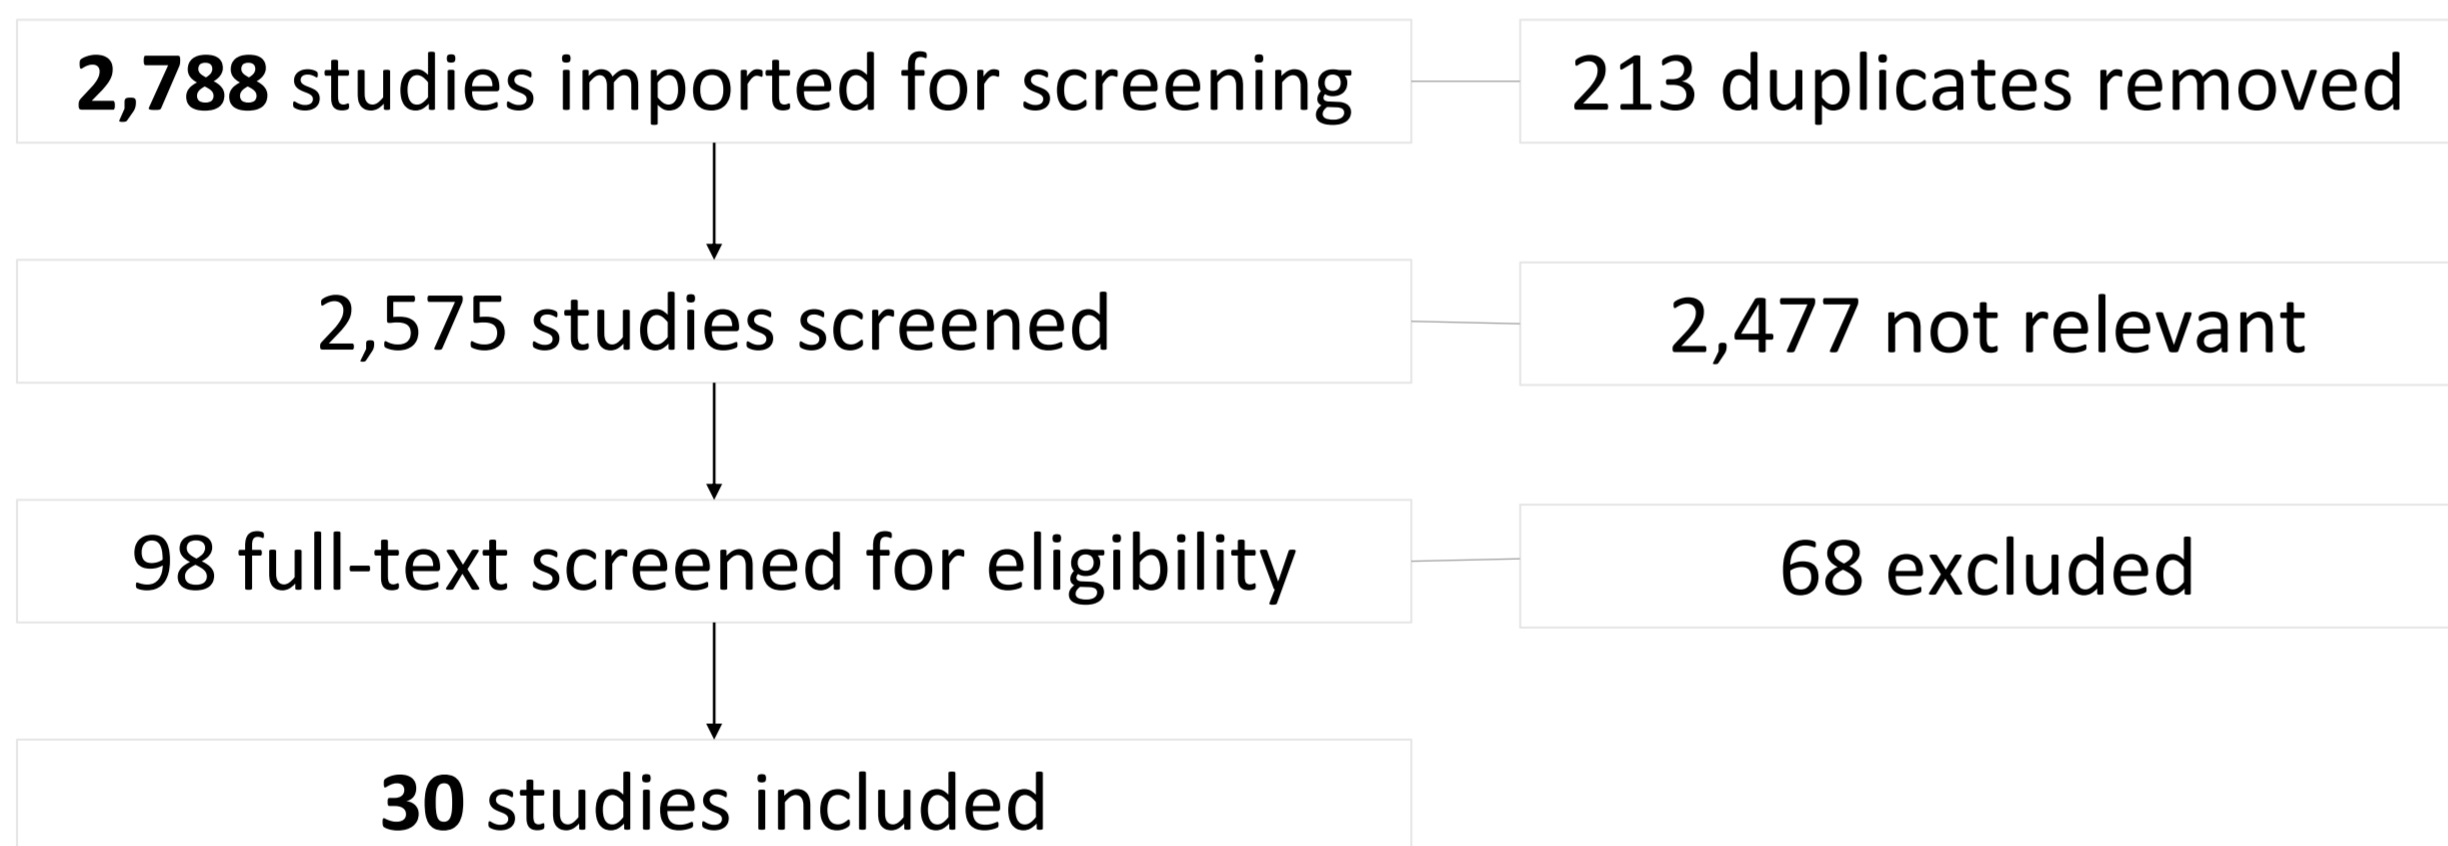 2,788 studies imported for screening
213 duplicates removed
2,575 studies screened
2,477 not relevant
98 full-text screened for eligibility
68 excluded
30 studies included